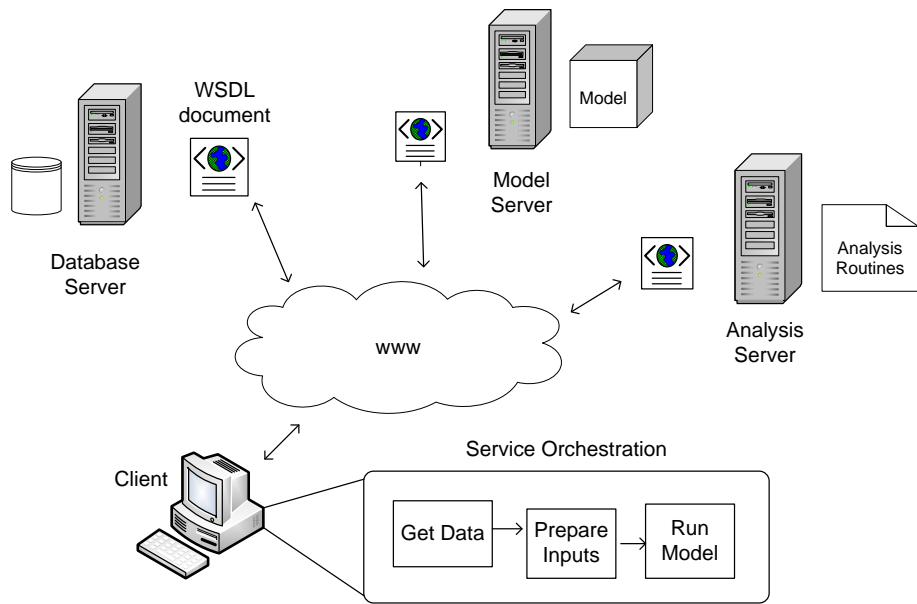 WSDL
document
Database
Server
Model
Model
Server
Analysis
Routines
Analysis
Server
www
Client
Service Orchestration
Get Data
Prepare
Inputs
Run
Model